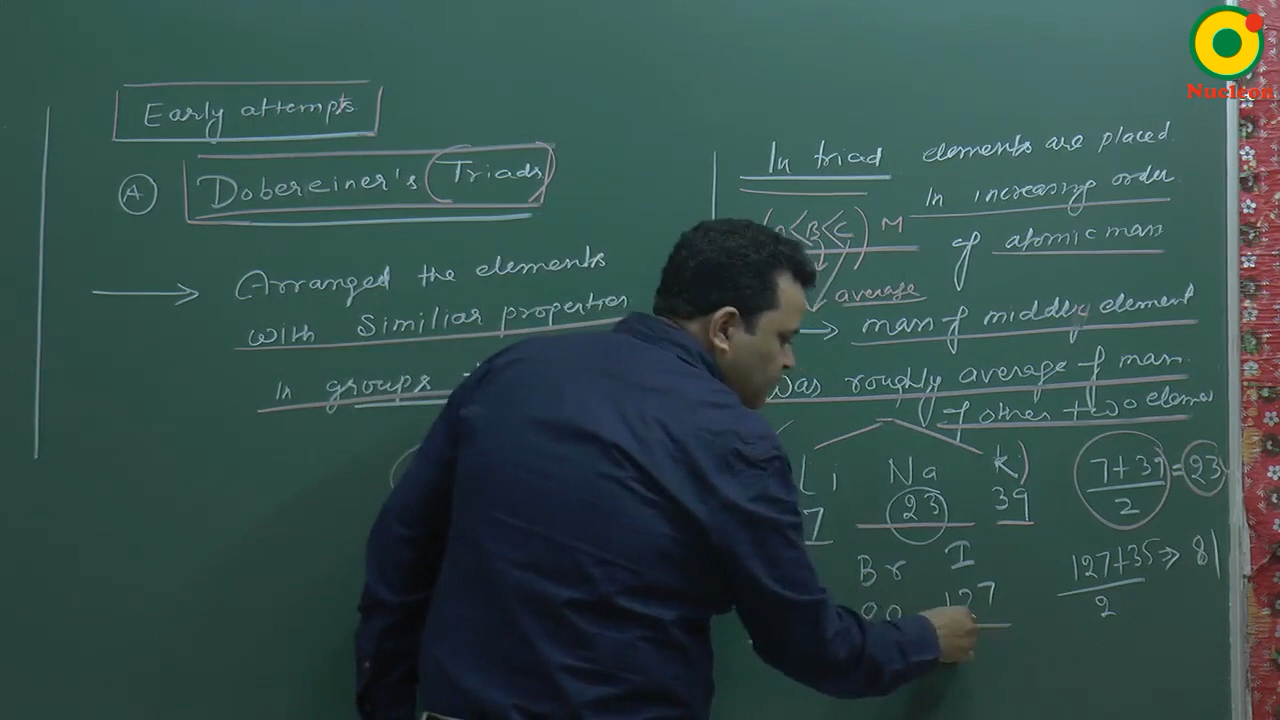 Nucleon
Early attempts
A Dobereiner's Triads
Arranged the elements
with Similiar properties
In groups
In triad elements are placed
In increasing order
<B<C) M of atomic mass
average
mass of middly element
was roughly average of mass
of other two elemen
Li Na K)
7 23 39
7+39/2 = 23
Br I
127
127+35/2 ⇒ 81